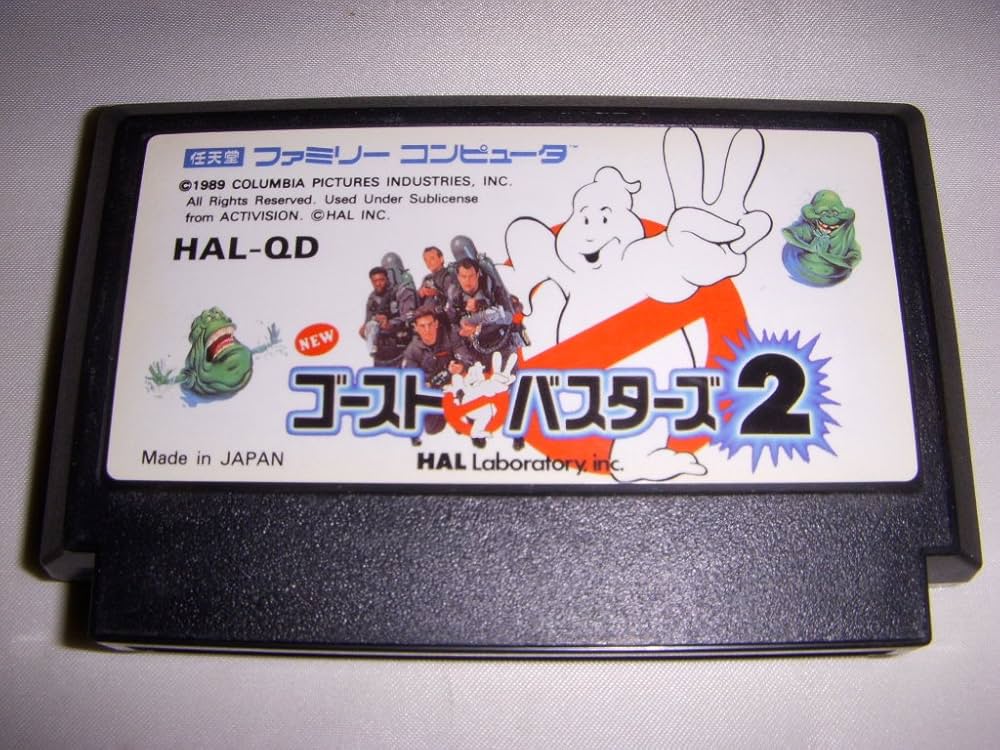 任天堂 ファミリー コンピュータ™
©1989 COLUMBIA PICTURES INDUSTRIES, INC.
All Rights Reserved. Used Under Sublicense
from ACTIVISION. ©HAL INC.
HAL-QD
NEW
ゴーストバスターズ2
Made in JAPAN
HAL Laboratory, inc.